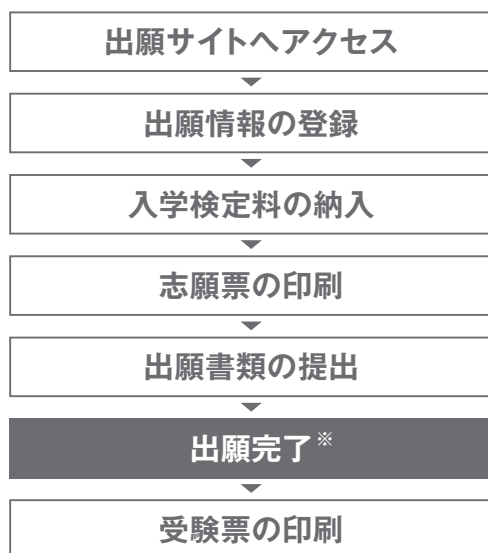 出願サイトへアクセス
出願情報の登録
入学検定料の納入
志願票の印刷
出願書類の提出
出願完了※
受験票の印刷